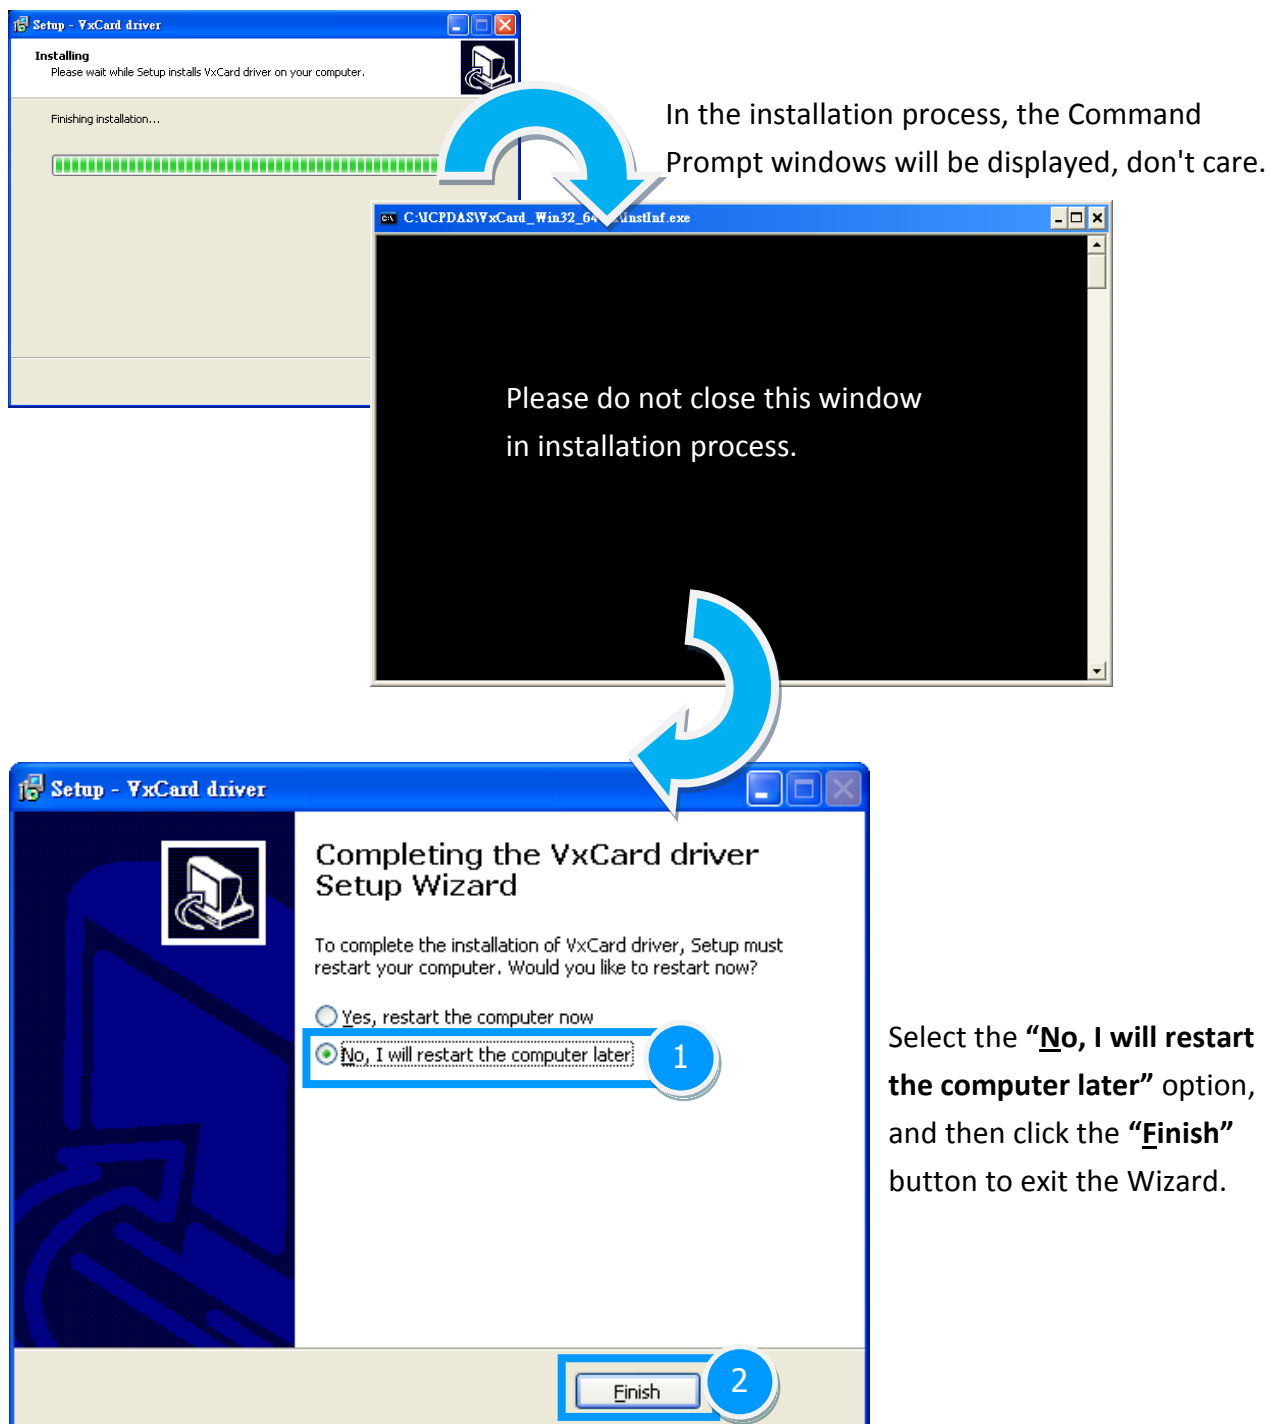 Setup - VxCard driver
Installing
Please wait while Setup installs VxCard driver on your computer.
Finishing installation...
In the installation process, the Command
Prompt windows will be displayed, don't care.
C:\ICPDAS\VxCard_Win32_64 \InstInf.exe
Please do not close this window
in installation process.
Setup - VxCard driver
Completing the VxCard driver
Setup Wizard
To complete the installation of VxCard driver, Setup must
restart your computer. Would you like to restart now?
Yes, restart the computer now
No, I will restart the computer later
1
Select the “No, I will restart
the computer later” option,
and then click the “Finish”
button to exit the Wizard.
Finish
2